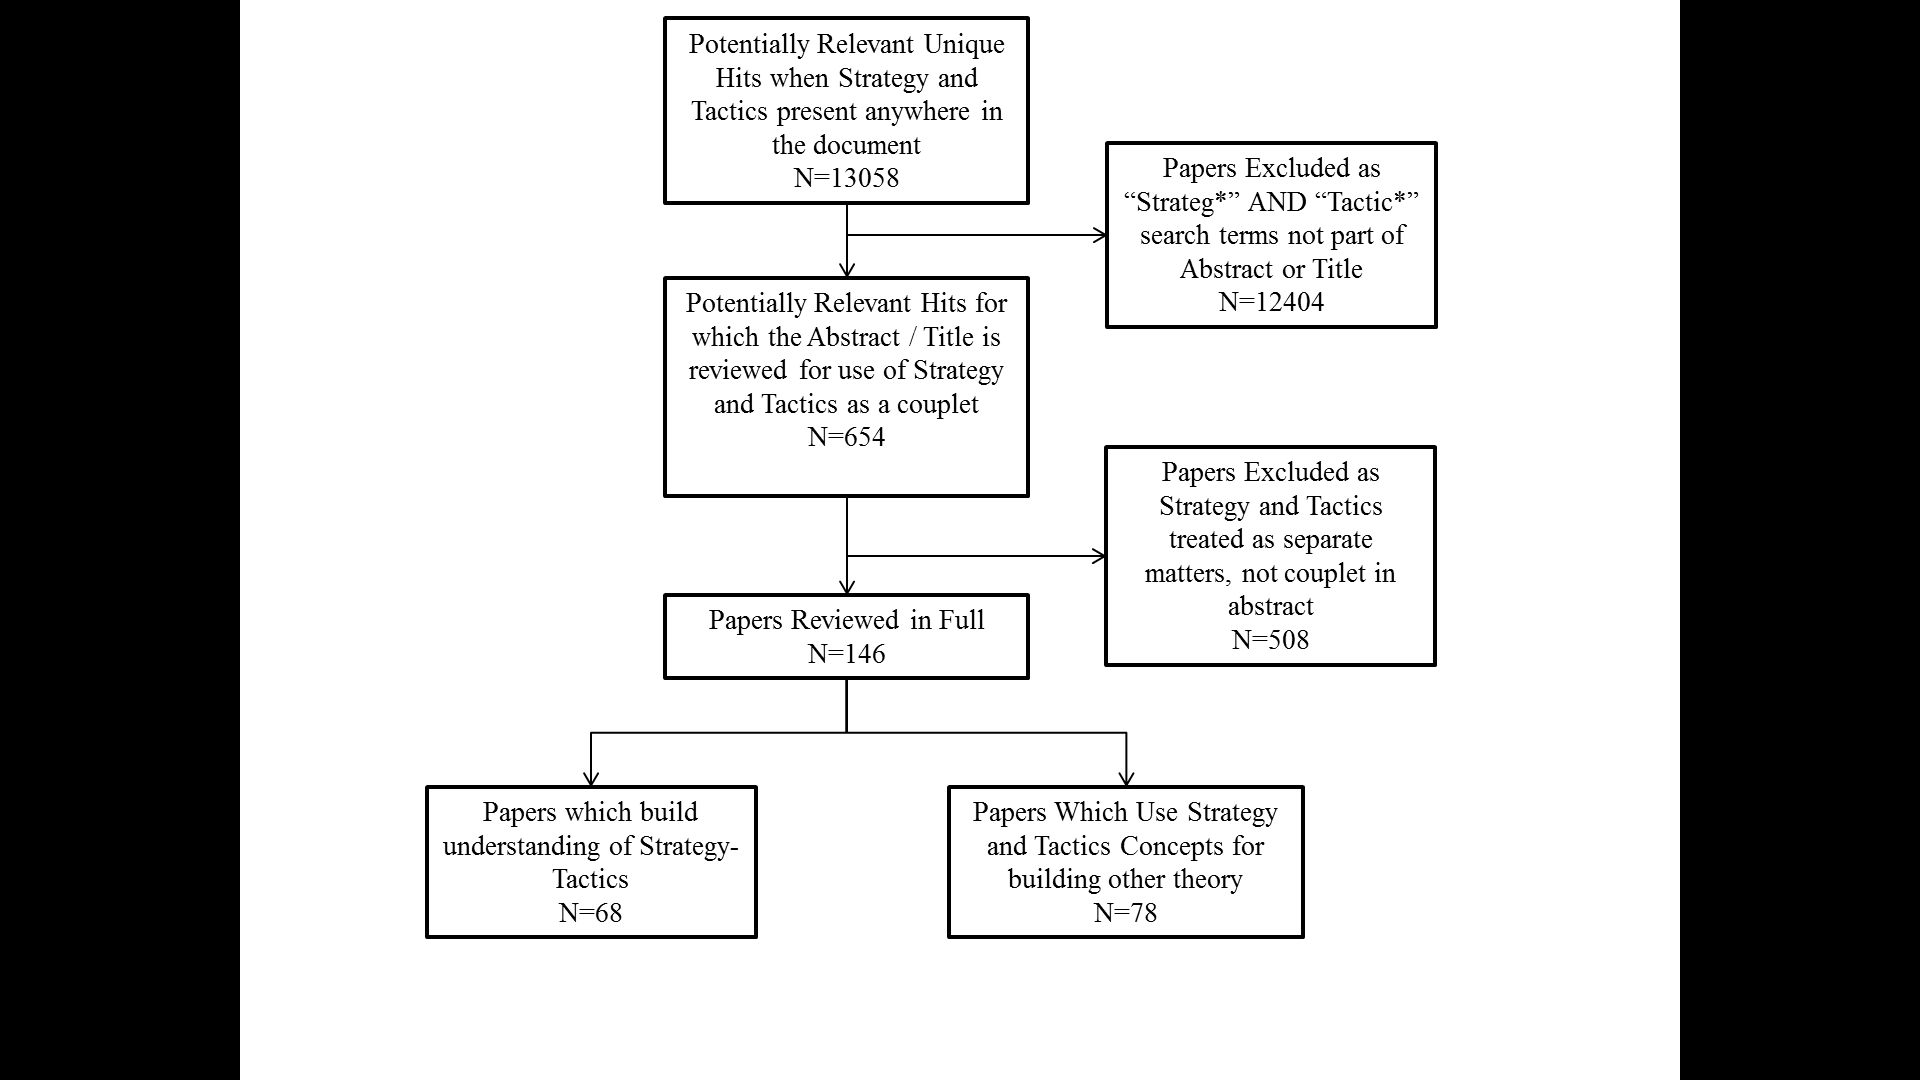 Potentially Relevant Unique
Hits when Strategy and
Tactics present anywhere in
the document
N=13058
Papers Excluded as
“Strateg*” AND “Tactic*”
search terms not part of
Abstract or Title
N=12404
Potentially Relevant Hits for
which the Abstract / Title is
reviewed for use of Strategy
and Tactics as a couplet
N=654
Papers Excluded as
Strategy and Tactics
treated as separate
matters, not couplet in
abstract
N=508
Papers Reviewed in Full
N=146
Papers which build
understanding of Strategy-
Tactics
N=68
Papers Which Use Strategy
and Tactics Concepts for
building other theory
N=78